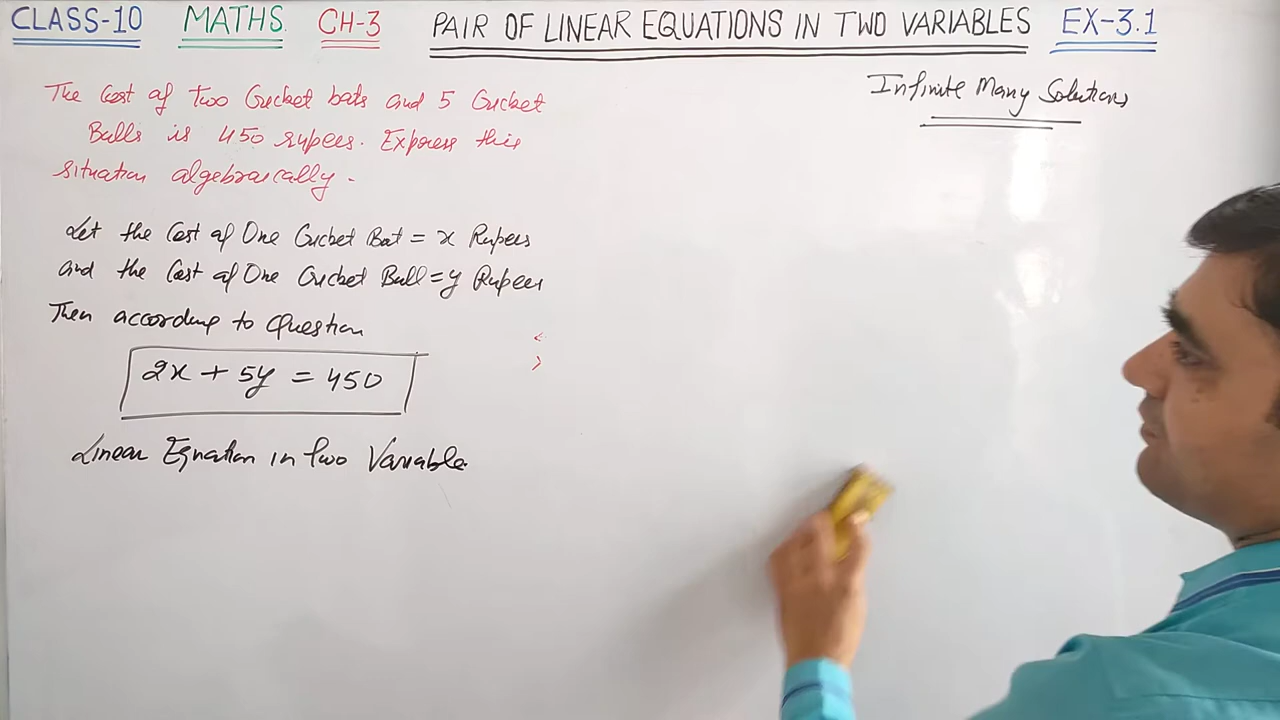 CLASS-10 MATHS CH-3 PAIR OF LINEAR EQUATIONS IN TWO VARIABLES EX-3.1
The Cost of Two Cricket bats and 5 Cricket
Balls is 450 rupees. Express this
situation algebraically.
Let the Cost of One Cricket Bat = x Rupees
and the Cost of One Cricket Ball = y Rupees
Then according to Question
2x + 5y = 450
Linear Equation in Two Variable
Infinite Many Solutions